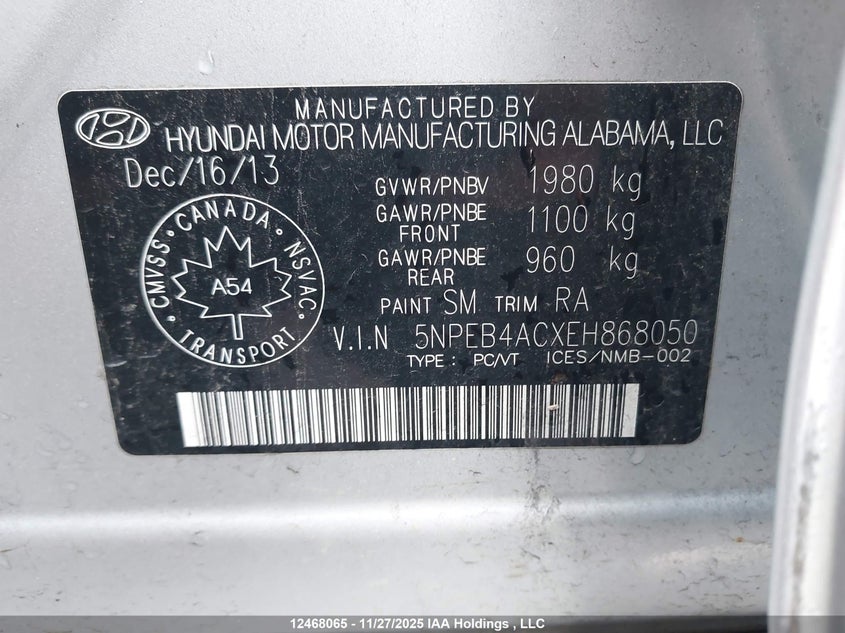 MANUFACTURED BY
HYUNDAI MOTOR MANUFACTURING ALABAMA, LLC
Dec/16/13
GVWR/PNBV 1980 kg
GAWR/PNBE FRONT 1100 kg
GAWR/PNBE REAR 960 kg
PAINT SM TRIM RA
CMVSS CANADA NSVAC
A54
TRANSPORT
V.I.N 5NPEB4ACXEH868050
TYPE: PC/VT ICES/NMB-002
12468065 - 11/27/2025 IAA Holdings , LLC